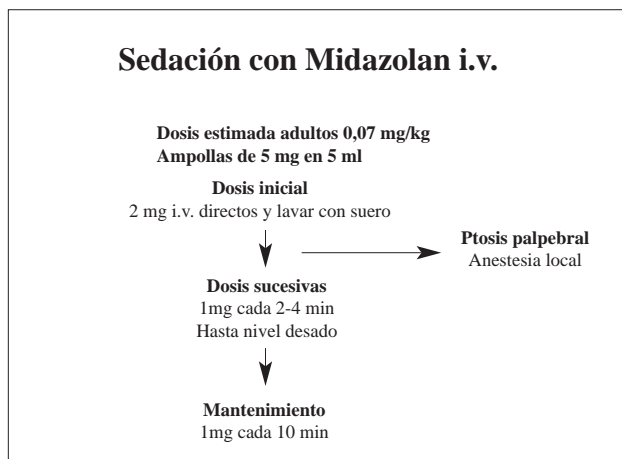 Sedación con Midazolan i.v.
Dosis estimada adultos 0,07 mg/kg
Ampollas de 5 mg en 5 ml
Dosis inicial
2 mg i.v. directos y lavar con suero
Ptosis palpebral
Anestesia local
Dosis sucesivas
1mg cada 2-4 min
Hasta nivel desado
Mantenimiento
1mg cada 10 min